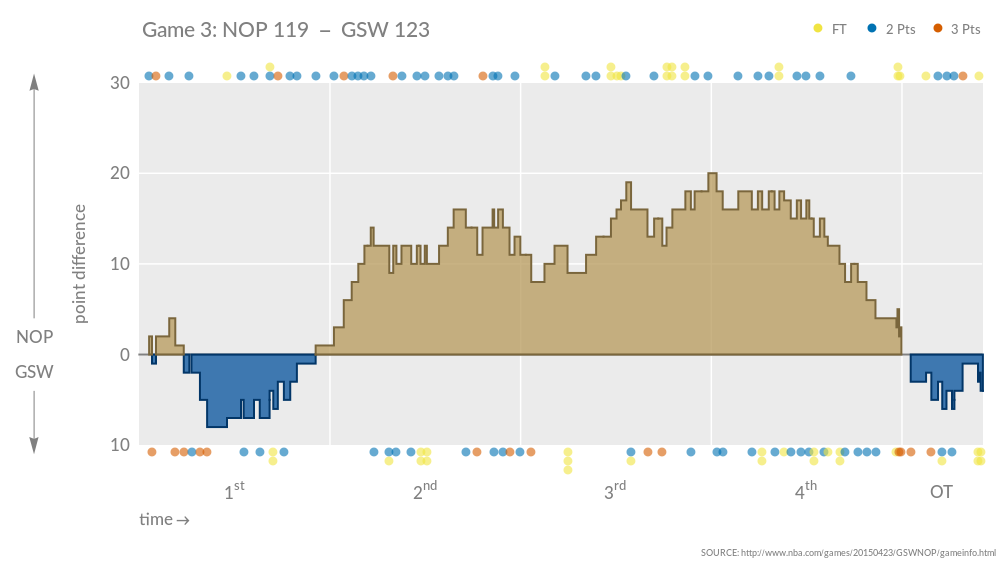 Game 3: NOP 119 – GSW 123
FT 2 Pts 3 Pts
30
20
10
0
10
point difference
NOP
GSW
1st 2nd 3rd 4th OT
time→
SOURCE: http://www.nba.com/games/20150423/GSWNOP/gameinfo.html